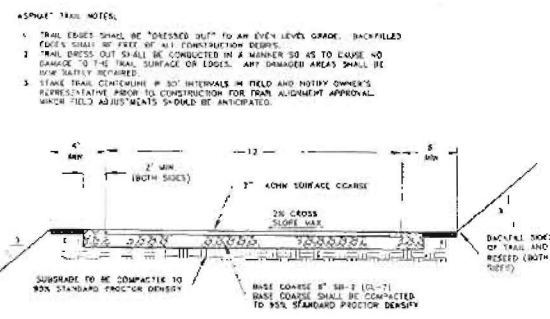 ASPHALT TRAIL NOTES:
1 TRAIL EDGES SHALL BE "DRESSED OUT" TO AN EVEN LEVEL GRADE. BACKFILLED
EDGES SHALL BE FREE OF ALL CONSTRUCTION DEBRIS.
2 TRAIL DRESS OUT SHALL BE CONDUCTED IN A MANNER SO AS TO CAUSE NO
DAMAGE TO THE TRAIL SURFACE OR EDGES. ANY DAMAGED AREAS SHALL BE
REPAIRED.
3 STAKE TRAIL CENTERLINE @ 50' INTERVALS IN FIELD AND NOTIFY OWNER'S
REPRESENTATIVE PRIOR TO CONSTRUCTION FOR TRAIL ALIGNMENT APPROVAL.
MINOR FIELD ADJUSTMENTS SHOULD BE ANTICIPATED.
4'
MIN
12
6'
MIN
2' MIN
(BOTH SIDES)
2" ACHM SURFACE COARSE
2% CROSS
SLOPE MAX
3
BACKFILL SIDES
OF TRAIL AND
RESEED (BOTH
SIDES)
SUBGRADE TO BE COMPACTED TO
95% STANDARD PROCTOR DENSITY
BASE COARSE 6" SB-2 (CL-7)
BASE COARSE SHALL BE COMPACTED
TO 95% STANDARD PROCTOR DENSITY